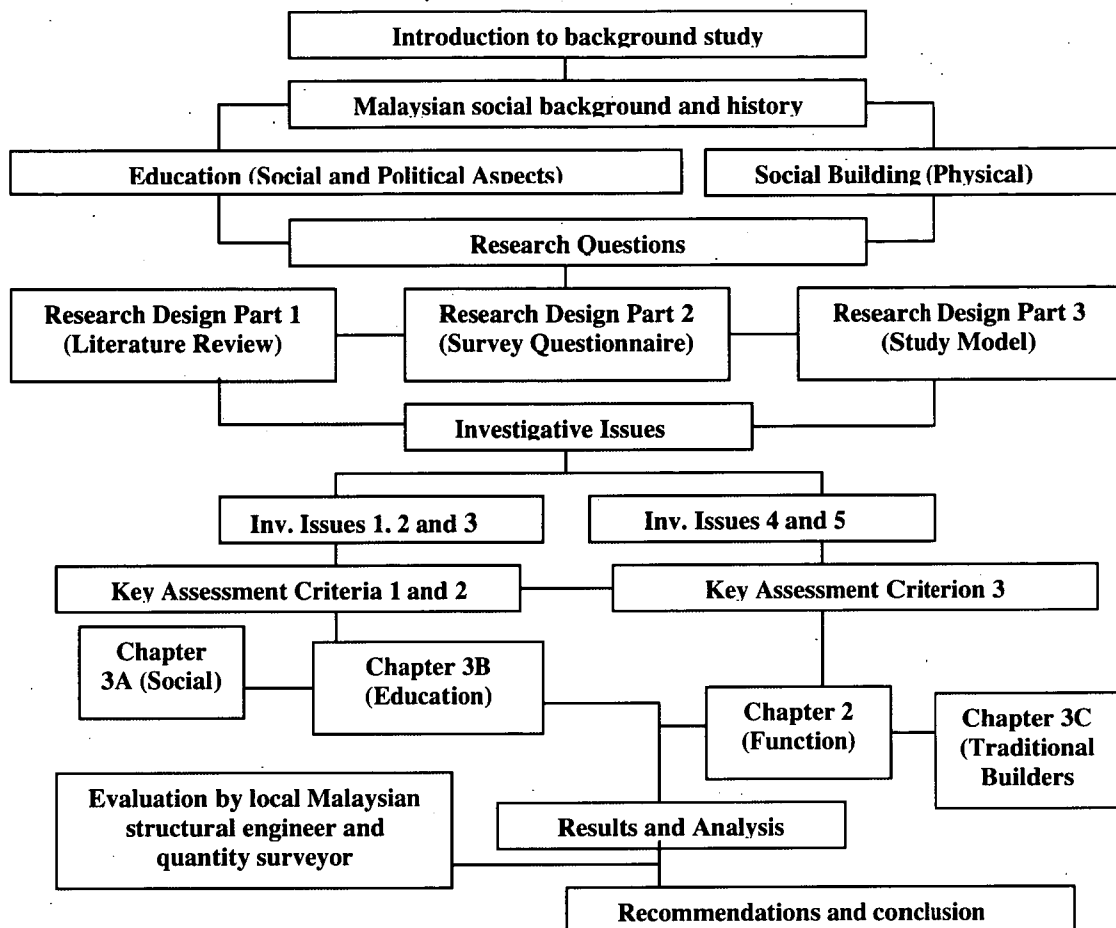 Introduction to background study
Malaysian social background and history
Education (Social and Political Aspects)
Social Building (Physical)
Research Questions
Research Design Part 1
(Literature Review)
Research Design Part 2
(Survey Questionnaire)
Research Design Part 3
(Study Model)
Investigative Issues
Inv. Issues 1. 2 and 3
Inv. Issues 4 and 5
Key Assessment Criteria 1 and 2
Key Assessment Criterion 3
Chapter
3A (Social)
Chapter 3B
(Education)
Chapter 2
(Function)
Chapter 3C
(Traditional
Builders
Evaluation by local Malaysian
structural engineer and
quantity surveyor
Results and Analysis
Recommendations and conclusion